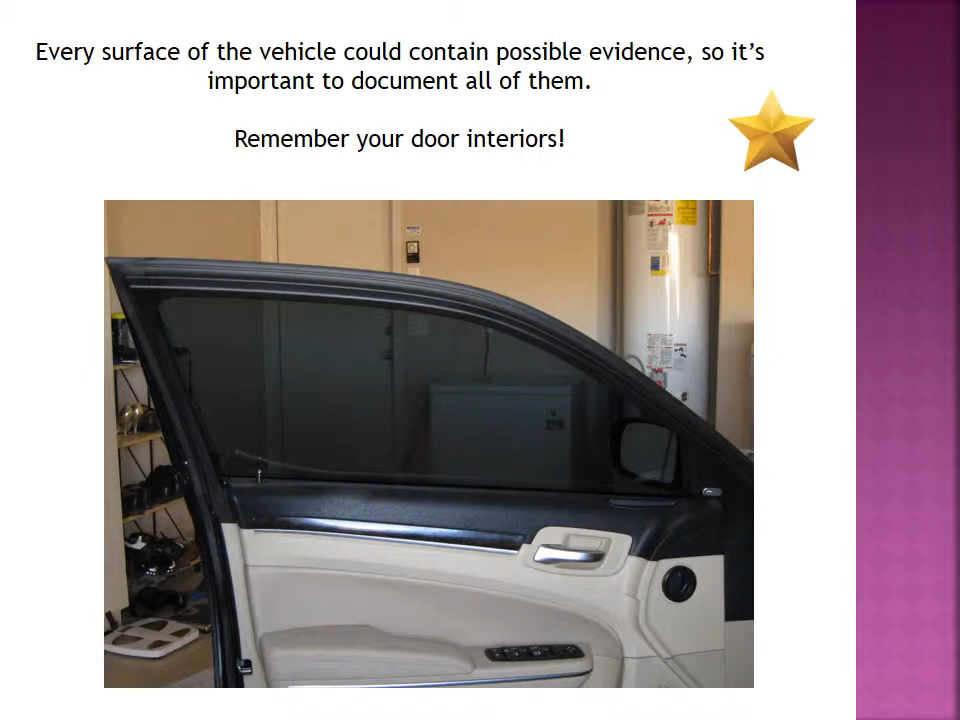 Every surface of the vehicle could contain possible evidence, so it’s
important to document all of them.
Remember your door interiors!